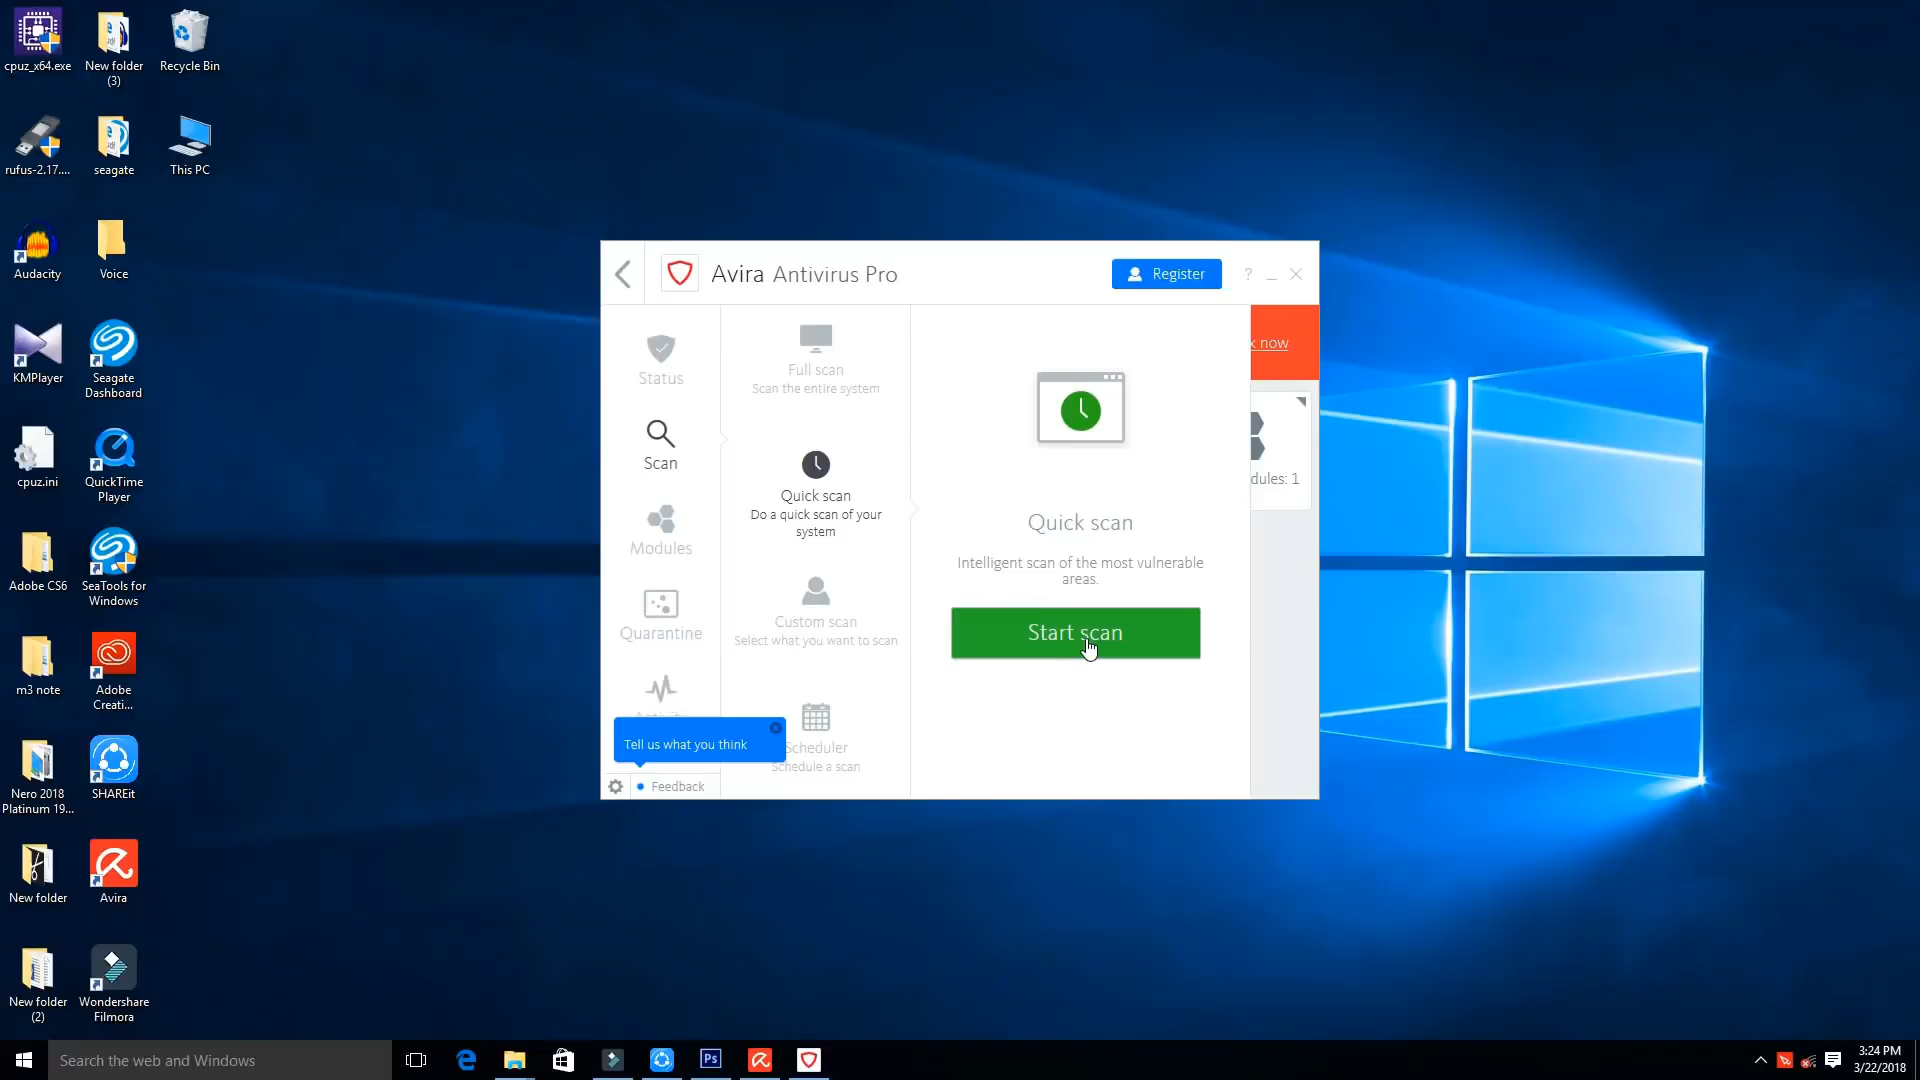 cpuz_x64.exe
New folder
(3)
Recycle Bin
rufus-2.17....
seagate
This PC
Audacity
Voice
KMPlayer
Seagate
Dashboard
cpuz.ini
QuickTime
Player
Adobe CS6
SeaTools for
Windows
m3 note
Adobe
Creati...
Nero 2018
Platinum 19...
SHAREit
New folder
Avira
New folder
(2)
Wondershare
Filmora
Avira Antivirus Pro
Register
?
Status
Scan
Modules
Quarantine
Tell us what you think
Feedback
Full scan
Scan the entire system
Quick scan
Do a quick scan of your
system
Custom scan
Select what you want to scan
Scheduler
Schedule a scan
Quick scan
Intelligent scan of the most vulnerable
areas.
Start scan
now
dules: 1
Search the web and Windows
Ps
3:24 PM
3/22/2018